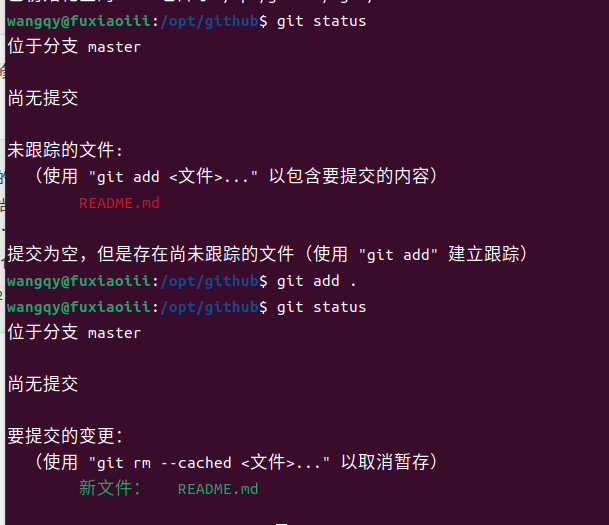 wangqy@fuxiaoiii:/opt/github$ git status
位于分支 master
尚无提交
未跟踪的文件:
（使用 "git add <文件>..." 以包含要提交的内容）
README.md
提交为空，但是存在尚未跟踪的文件（使用 "git add" 建立跟踪）
wangqy@fuxiaoiii:/opt/github$ git add .
wangqy@fuxiaoiii:/opt/github$ git status
位于分支 master
尚无提交
要提交的变更：
（使用 "git rm --cached <文件>..." 以取消暂存）
新文件： README.md